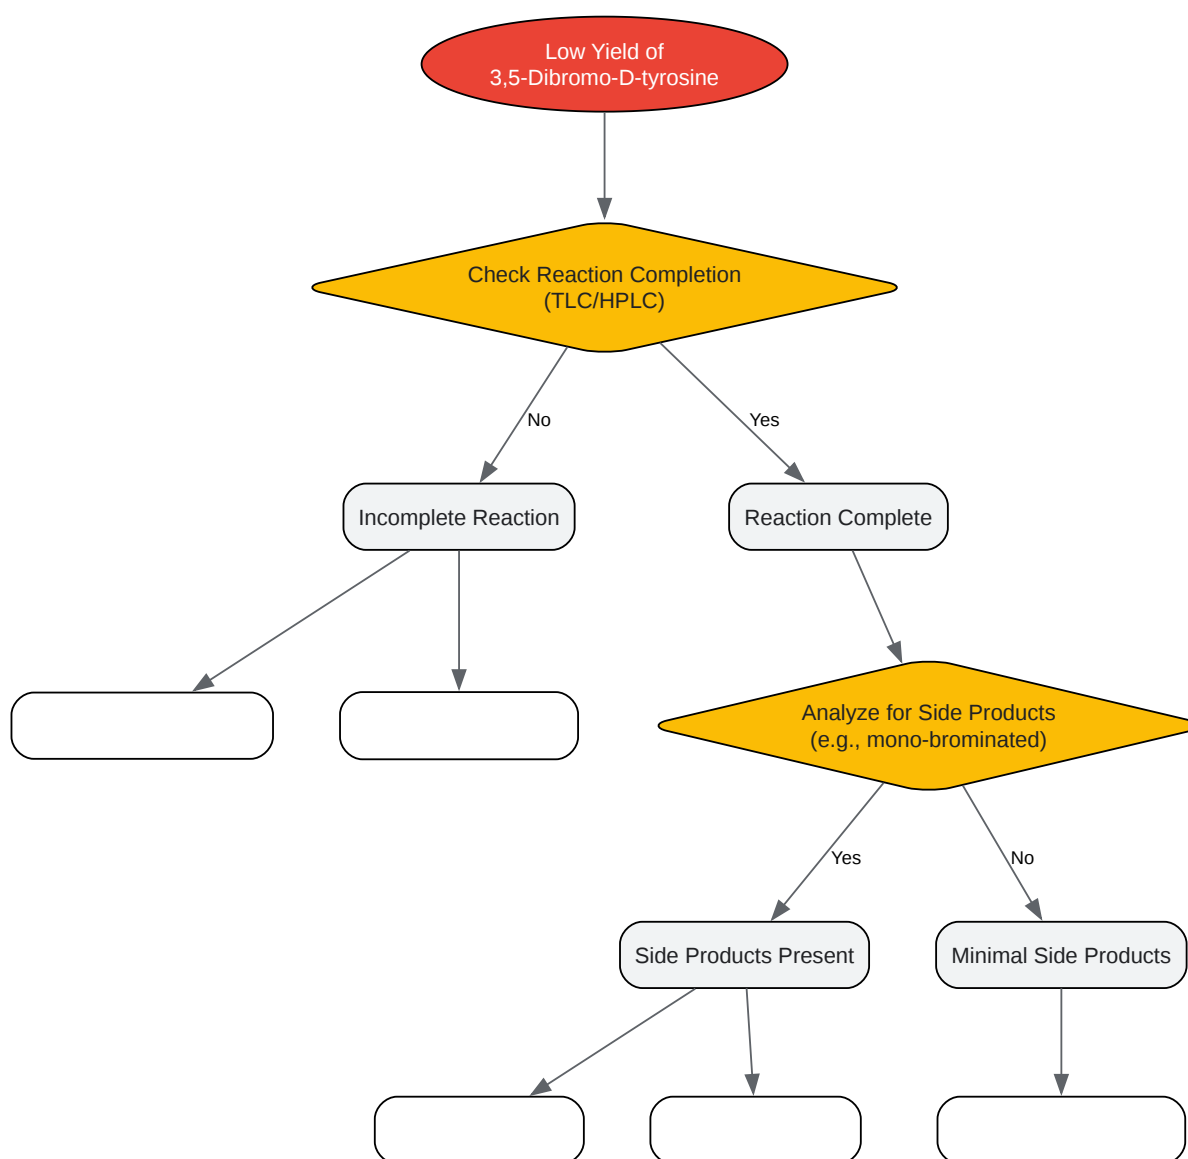 Low Yield of
3,5-Dibromo-D-tyrosine
Check Reaction Completion
(TLC/HPLC)
No
Yes
Incomplete Reaction
Reaction Complete
Analyze for Side Products
(e.g., mono-brominated)
Yes
No
Side Products Present
Minimal Side Products